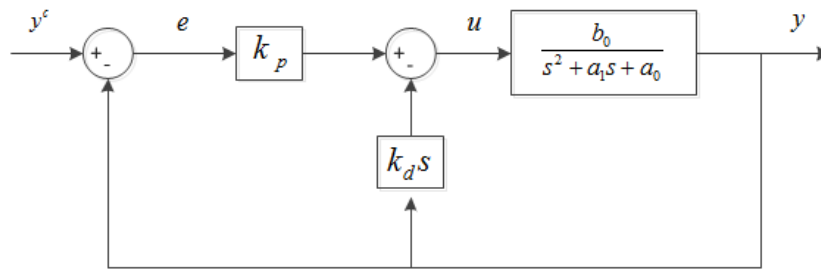 y^c e u y
+ - k_p + - b_0 / (s^2 + a_1 s + a_0)
k_d s